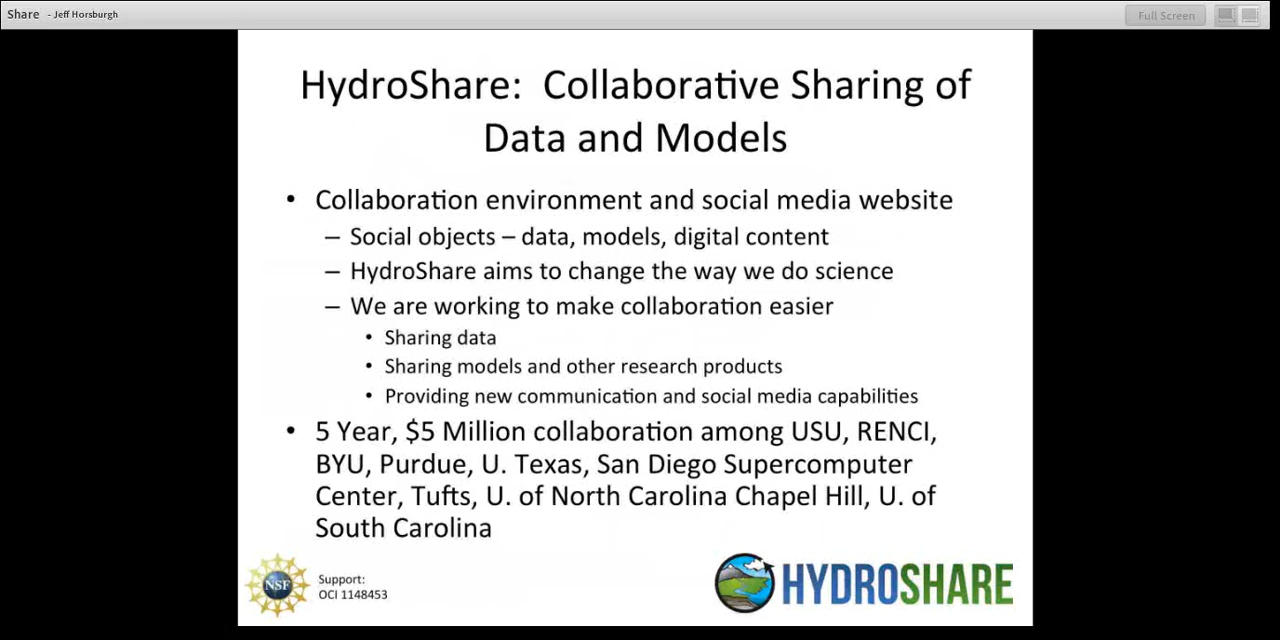 Share - Jeff Horsburgh
Full Screen
HydroShare: Collaborative Sharing of
Data and Models
• Collaboration environment and social media website
– Social objects – data, models, digital content
– HydroShare aims to change the way we do science
– We are working to make collaboration easier
• Sharing data
• Sharing models and other research products
• Providing new communication and social media capabilities
• 5 Year, $5 Million collaboration among USU, RENCI,
BYU, Purdue, U. Texas, San Diego Supercomputer
Center, Tufts, U. of North Carolina Chapel Hill, U. of
South Carolina
NSF
Support:
OCI 1148453
HYDROSHARE